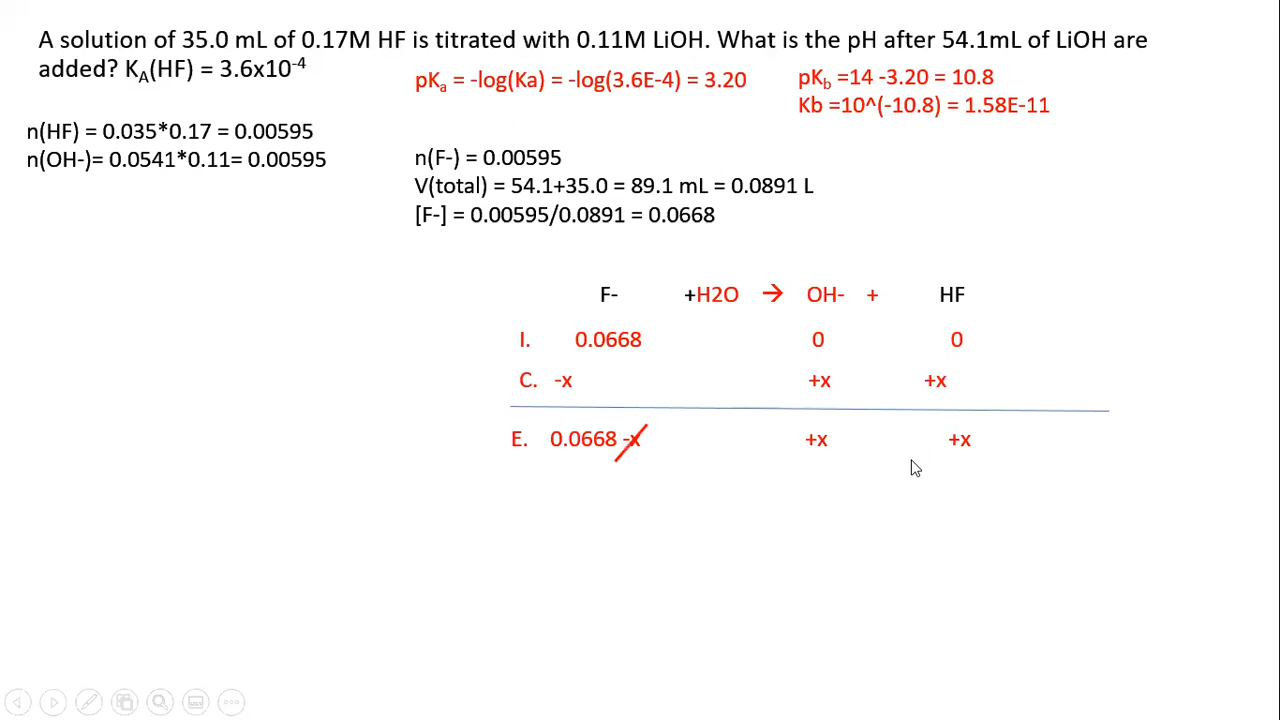 A solution of 35.0 mL of 0.17M HF is titrated with 0.11M LiOH. What is the pH after 54.1mL of LiOH are
added? KA(HF) = 3.6x10-4
pKa = -log(Ka) = -log(3.6E-4) = 3.20
pKb =14 -3.20 = 10.8
Kb =10^(-10.8) = 1.58E-11
n(HF) = 0.035*0.17 = 0.00595
n(OH-)= 0.0541*0.11= 0.00595
n(F-) = 0.00595
V(total) = 54.1+35.0 = 89.1 mL = 0.0891 L
[F-] = 0.00595/0.0891 = 0.0668
F- +H2O → OH- + HF
I. 0.0668 0 0
C. -x +x +x
E. 0.0668 -x +x +x